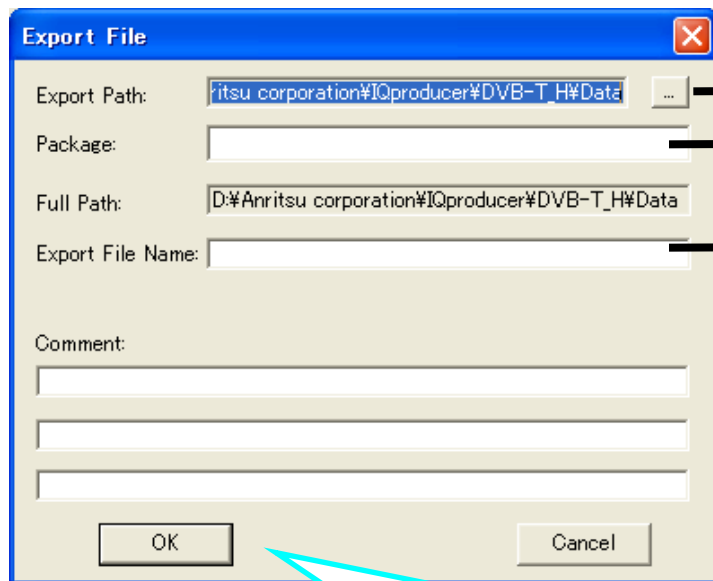 Export File
Export Path: ritsu corporation¥IQproducer¥DVB-T_H¥Data ...
Package:
Full Path: D:¥Anritsu corporation¥IQproducer¥DVB-T_H¥Data
Export File Name:
Comment:
OK Cancel